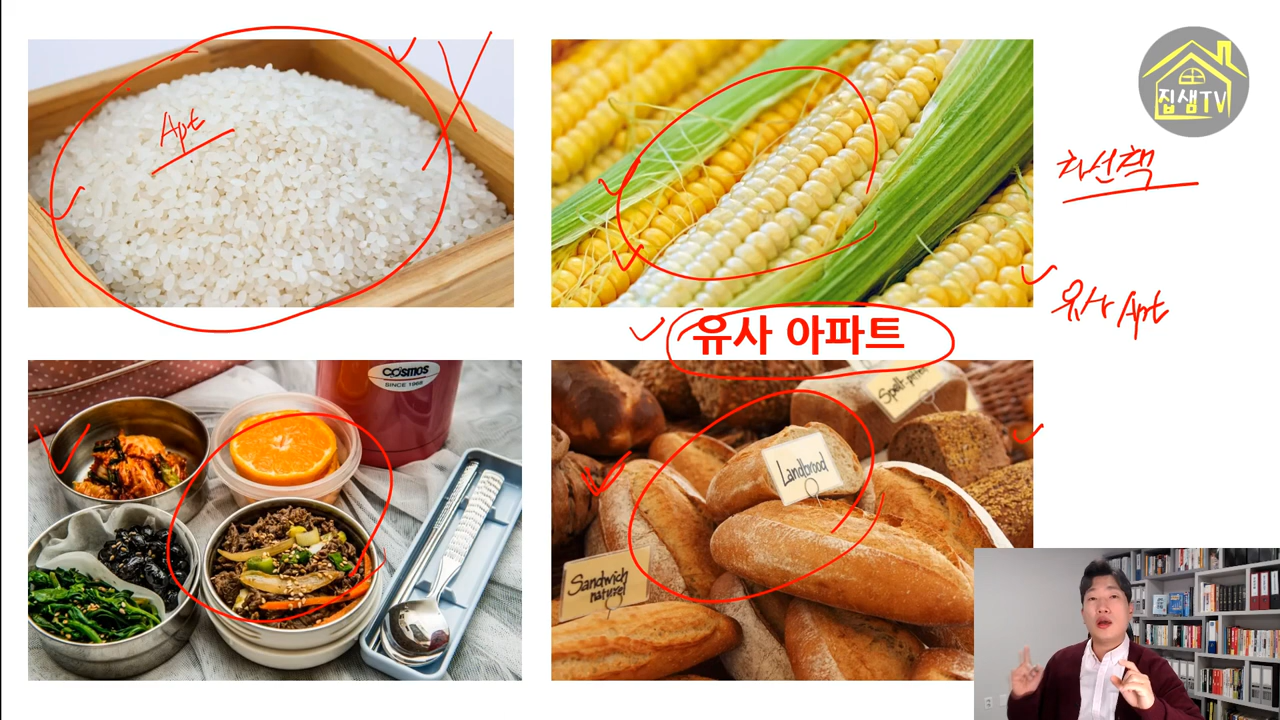 Apt
집샘TV
차선책
유사 Apt
유사 아파트
COSMOS
SINCE 1968
Landbrood
Sandwich
naturel